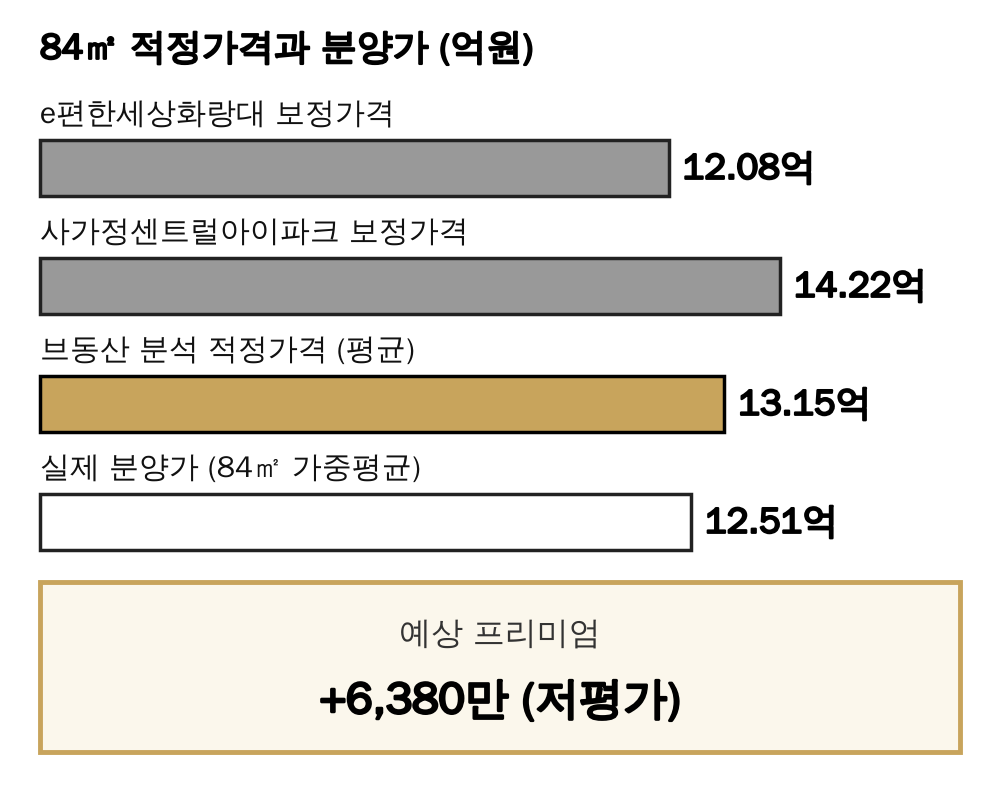 84㎡ 적정가격과 분양가 (억원)
e편한세상화랑대 보정가격
12.08억
사가정센트럴아이파크 보정가격
14.22억
브동산 분석 적정가격 (평균)
13.15억
실제 분양가 (84㎡ 가중평균)
12.51억
예상 프리미엄
+6,380만 (저평가)